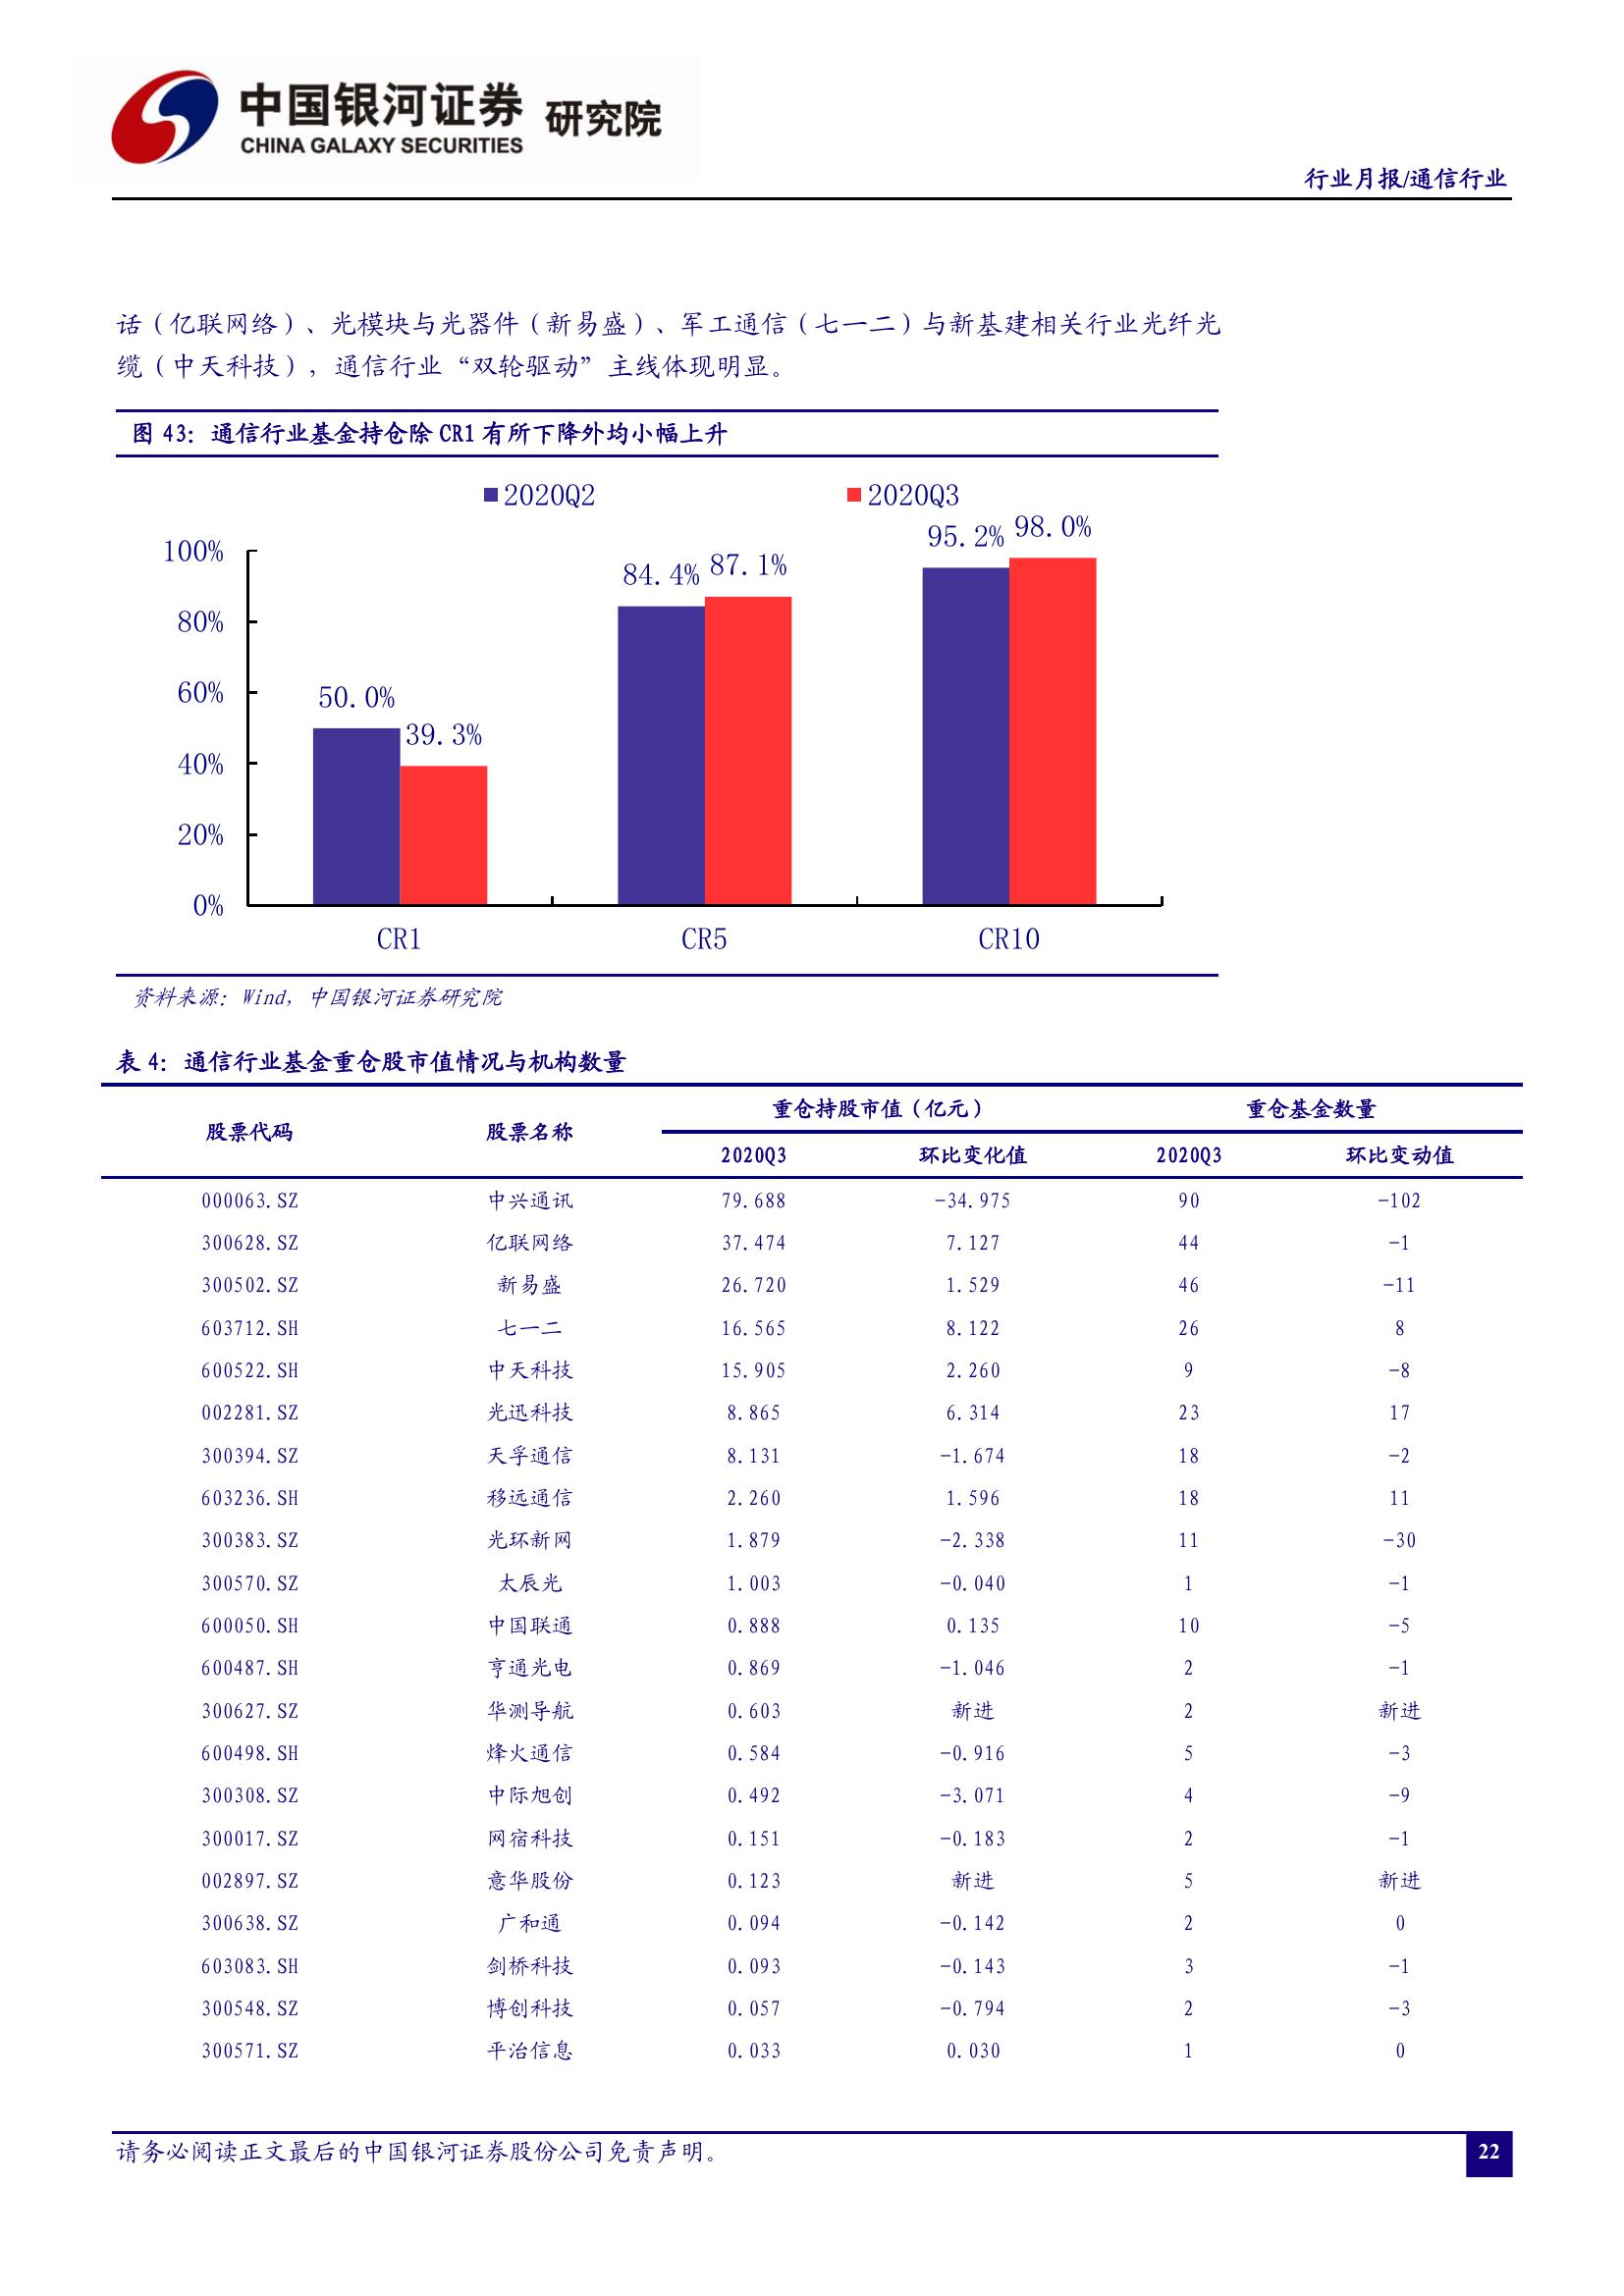 中国银河证券 研究院
CHINA GALAXY SECURITIES
行业月报/通信行业
话（亿联网络）、光模块与光器件（新易盛）、军工通信（七一二）与新基建相关行业光纤光
缆（中天科技），通信行业“双轮驱动”主线体现明显。
图 43：通信行业基金持仓除 CR1 有所下降外均小幅上升
2020Q2 2020Q3
100%
80%
60%
40%
20%
0%
50.0% 39.3%
84.4% 87.1%
95.2% 98.0%
CR1 CR5 CR10
资料来源：Wind，中国银河证券研究院
表 4：通信行业基金重仓股市值情况与机构数量
股票代码 股票名称 重仓持股市值（亿元） 重仓基金数量
2020Q3 环比变化值 2020Q3 环比变动值
000063.SZ 中兴通讯 79.688 -34.975 90 -102
300628.SZ 亿联网络 37.474 7.127 44 -1
300502.SZ 新易盛 26.720 1.529 46 -11
603712.SH 七一二 16.565 8.122 26 8
600522.SH 中天科技 15.905 2.260 9 -8
002281.SZ 光迅科技 8.865 6.314 23 17
300394.SZ 天孚通信 8.131 -1.674 18 -2
603236.SH 移远通信 2.260 1.596 18 11
300383.SZ 光环新网 1.879 -2.338 11 -30
300570.SZ 太辰光 1.003 -0.040 1 -1
600050.SH 中国联通 0.888 0.135 10 -5
600487.SH 亨通光电 0.869 -1.046 2 -1
300627.SZ 华测导航 0.603 新进 2 新进
600498.SH 烽火通信 0.584 -0.916 5 -3
300308.SZ 中际旭创 0.492 -3.071 4 -9
300017.SZ 网宿科技 0.151 -0.183 2 -1
002897.SZ 意华股份 0.123 新进 5 新进
300638.SZ 广和通 0.094 -0.142 2 0
603083.SH 剑桥科技 0.093 -0.143 3 -1
300548.SZ 博创科技 0.057 -0.794 2 -3
300571.SZ 平治信息 0.033 0.030 1 0
请务必阅读正文最后的中国银河证券股份公司免责声明。
22